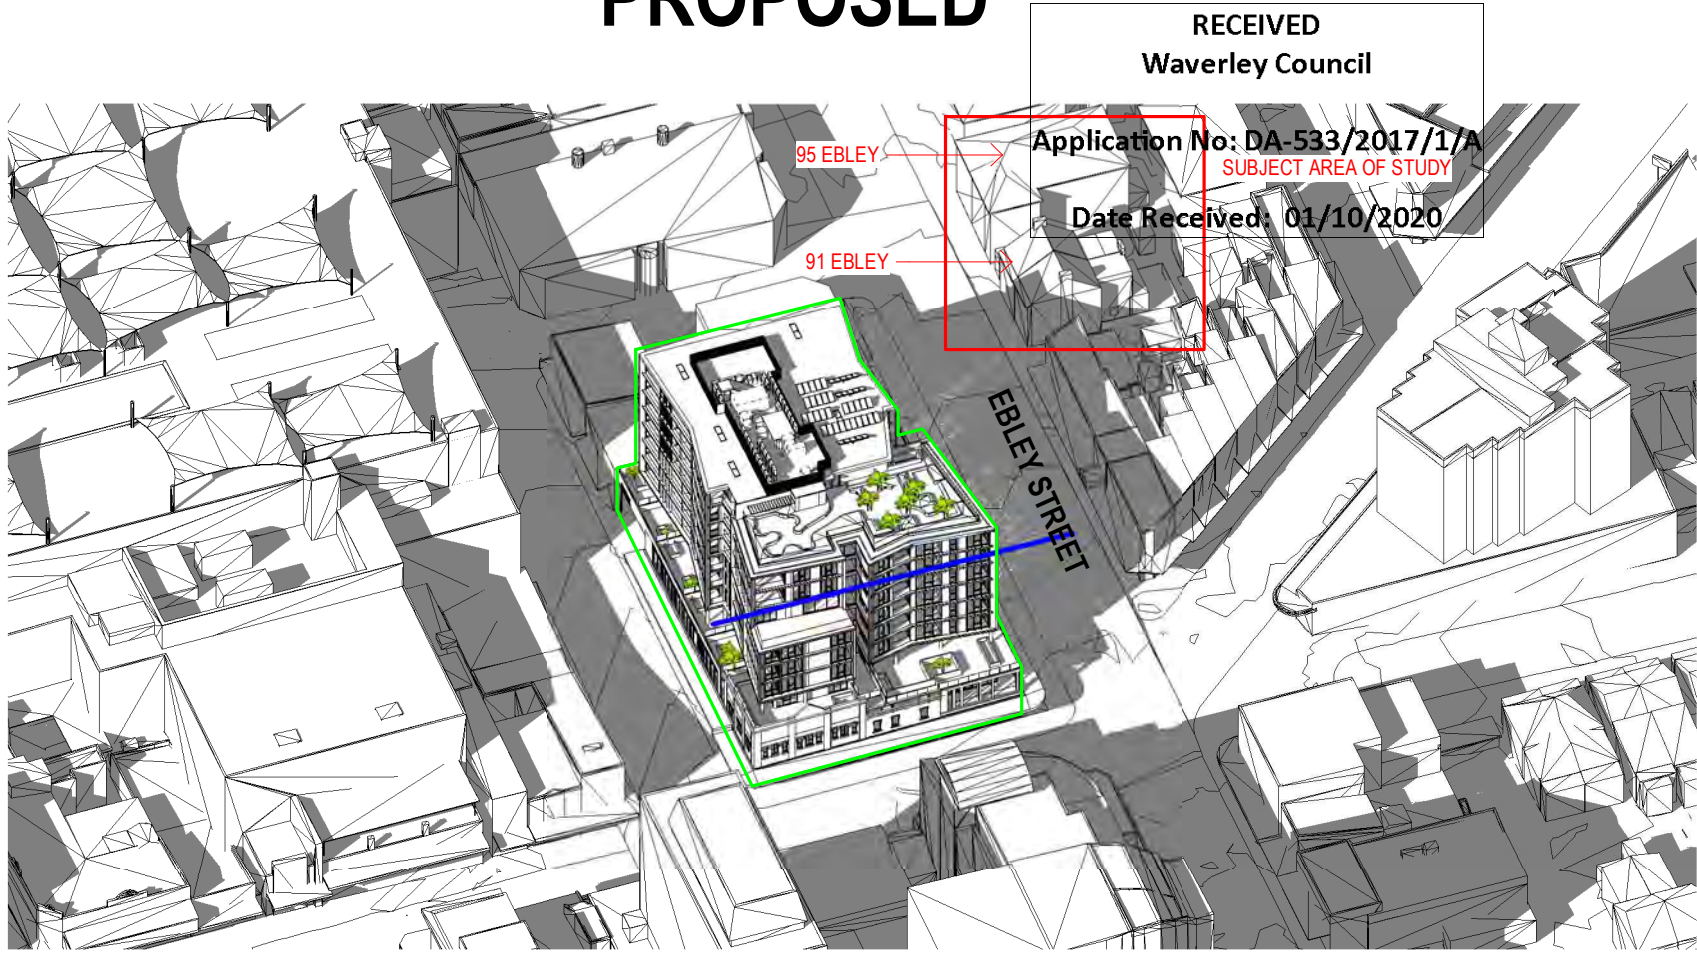 PROPOSED
RECEIVED
Waverley Council
Application No: DA-533/2017/1/A
SUBJECT AREA OF STUDY
Date Received: 01/10/2020
95 EBLEY
91 EBLEY
EBLEY STREET